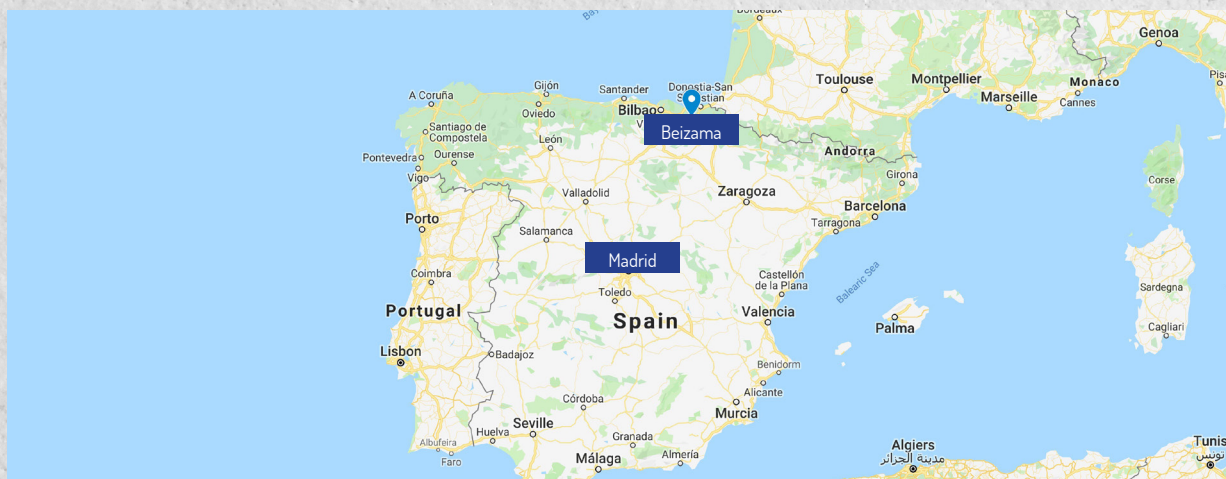 Bordeaux
Genoa
Toulouse
Montpellier
Monaco
Pisa
Marseille
Cannes
Gijón
Santander
Donostia-San
Sebastian
A Coruña
Oviedo
Bilbao
Beizama
Santiago de
Compostela
León
Andorra
Pontevedra
Ourense
Vigo
Girona
Corse
Valladolid
Zaragoza
Barcelona
Porto
Tarragona
Salamanca
Madrid
Coimbra
Castellón
de la Plana
Balearic Sea
Sardegna
Toledo
Portugal
Spain
Valencia
Palma
Cagliari
Lisbon
Badajoz
Benidorm
Alicante
Córdoba
Murcia
Seville
Huelva
Granada
Albufeira
Faro
Málaga
Almería
Algiers
مدينة الجزائر
Tunis
تونس